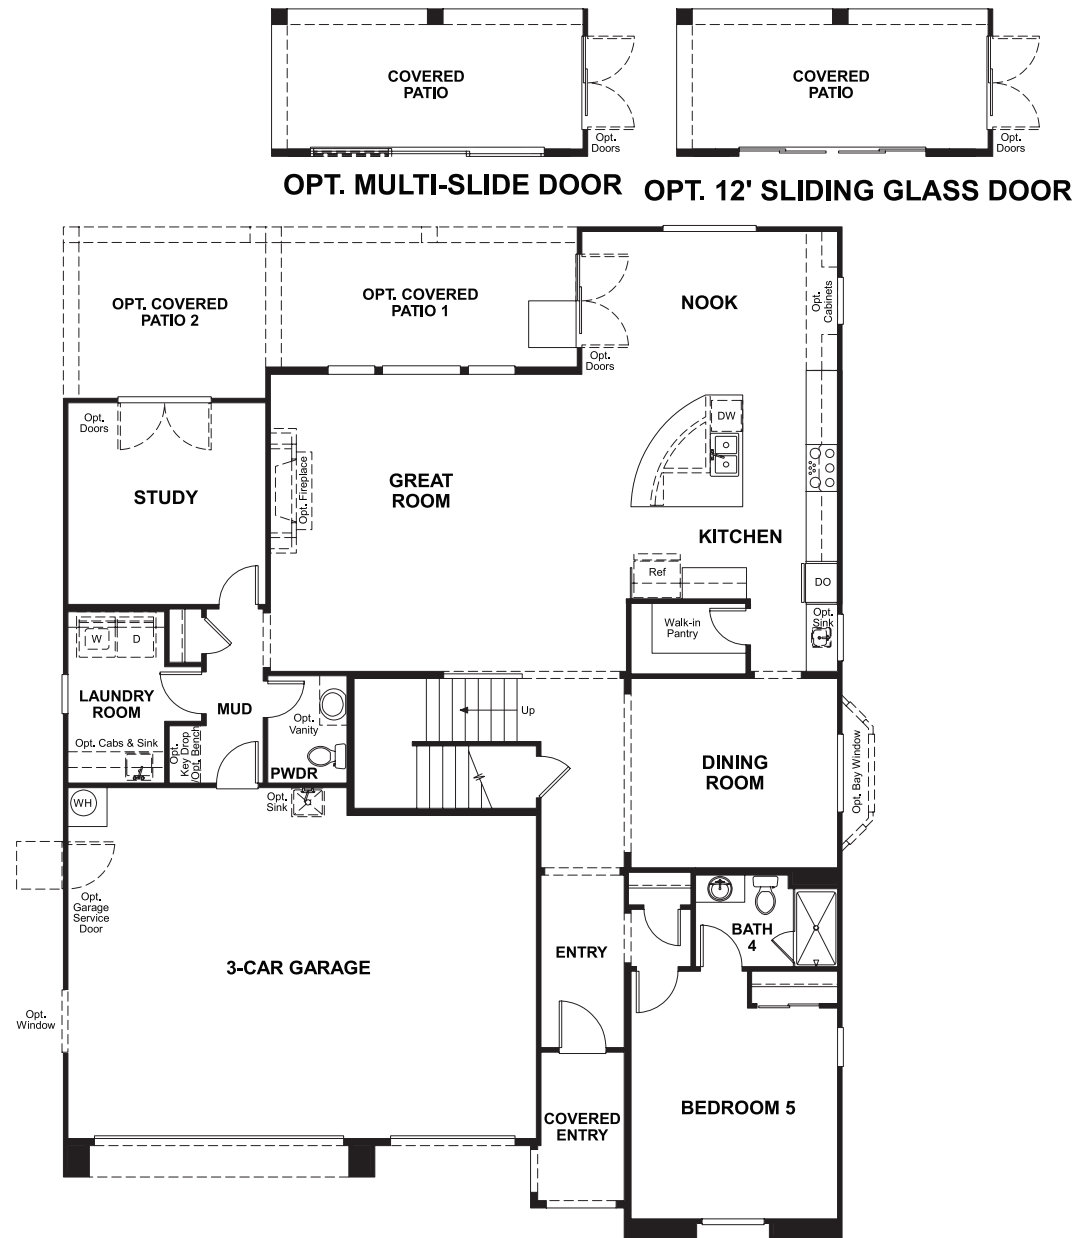 COVERED
PATIO
Opt.
Doors
OPT. MULTI-SLIDE DOOR
COVERED
PATIO
Opt.
Doors
OPT. 12' SLIDING GLASS DOOR
OPT. COVERED
PATIO 2
OPT. COVERED
PATIO 1
Opt.
Doors
NOOK
Opt.
Cabinets
Opt.
Doors
STUDY
Opt. Fireplace
GREAT
ROOM
DW
KITCHEN
Ref
DO
Opt.
Sink
Walk-in
Pantry
W
D
LAUNDRY
ROOM
Opt. Cabs & Sink
MUD
Opt.
Key Drop
/Opt. Bench
Opt.
Vanity
PWDR
Up
DINING
ROOM
Opt. Bay Window
WH
Opt.
Sink
Opt.
Garage
Service
Door
3-CAR GARAGE
Opt.
Window
ENTRY
BATH
4
COVERED
ENTRY
BEDROOM 5